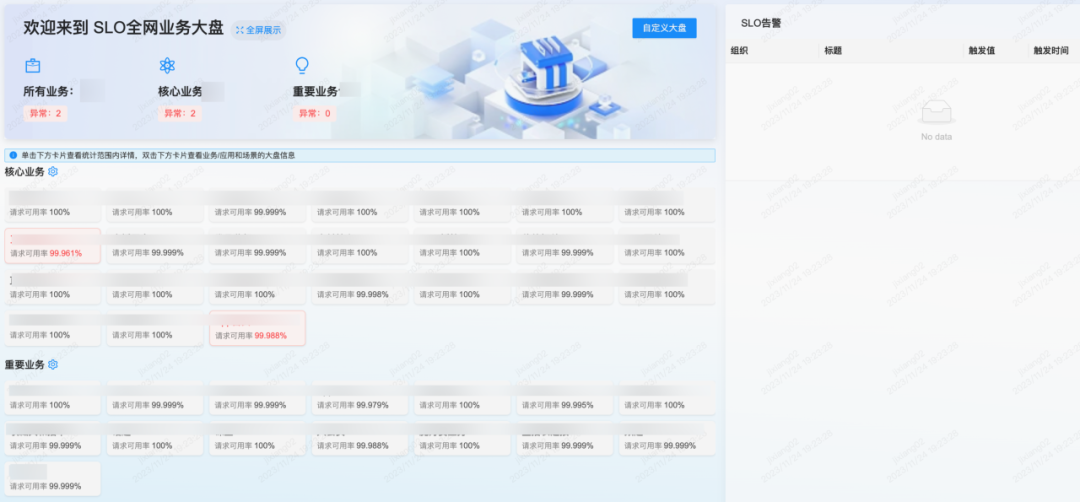 欢迎来到 SLO全网业务大盘 全屏展示
自定义大盘
所有业务：
核心业务
重要业务
异常：2
异常：2
异常：0
单击下方卡片查看统计范围内详情，双击下方卡片查看业务/应用和场景的大盘信息
核心业务
请求可用率 100% 请求可用率 100% 请求可用率 99.999% 请求可用率 100% 请求可用率 100% 请求可用率 100% 请求可用率 100%
请求可用率 99.961% 请求可用率 99.999% 请求可用率 99.999% 请求可用率 100% 请求可用率 100% 请求可用率 99.999% 请求可用率 100%
请求可用率 100% 请求可用率 100% 请求可用率 100% 请求可用率 99.998% 请求可用率 100% 请求可用率 99.999% 请求可用率 100%
请求可用率 100% 请求可用率 100% 请求可用率 99.988%
重要业务
请求可用率 100% 请求可用率 99.999% 请求可用率 99.999% 请求可用率 99.979% 请求可用率 100% 请求可用率 99.995% 请求可用率 100%
请求可用率 99.999% 请求可用率 100% 请求可用率 100% 请求可用率 99.988% 请求可用率 100% 请求可用率 99.999% 请求可用率 99.999%
请求可用率 99.999%
SLO告警
组织 标题 触发值 触发时间
No data